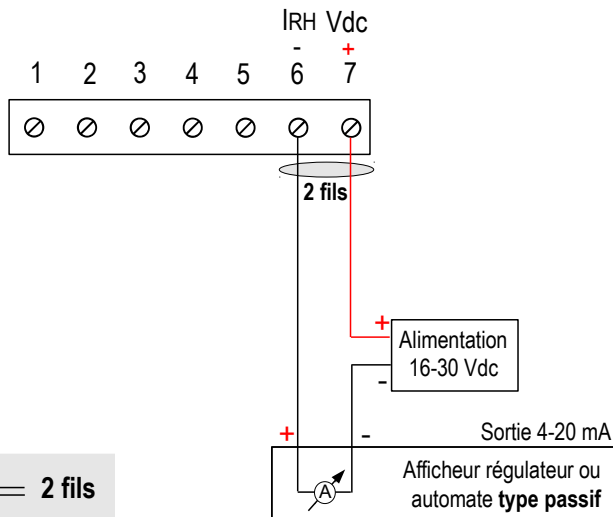 IRH Vdc
- +
1 2 3 4 5 6 7
2 fils
+
Alimentation
16-30 Vdc
-
+ - Sortie 4-20 mA
Afficheur régulateur ou
A automate type passif
= 2 fils